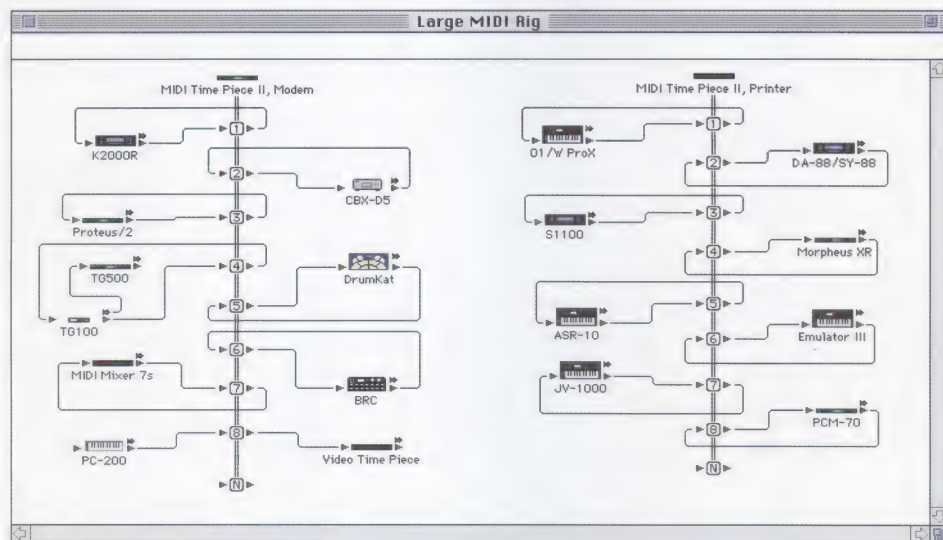 Large MIDI Rig
MIDI Time Piece II, Modem
1
K2000R
2
CBX-D5
3
Proteus/2
4
TG500
DrumKat
5
TG100
6
MIDI Mixer 7s
7
BRC
8
PC-200
Video Time Piece
N
MIDI Time Piece II, Printer
1
01/W ProX
2
DA-88/SY-88
3
S1100
4
Morpheus XR
5
ASR-10
6
Emulator III
7
JV-1000
8
PCM-70
N